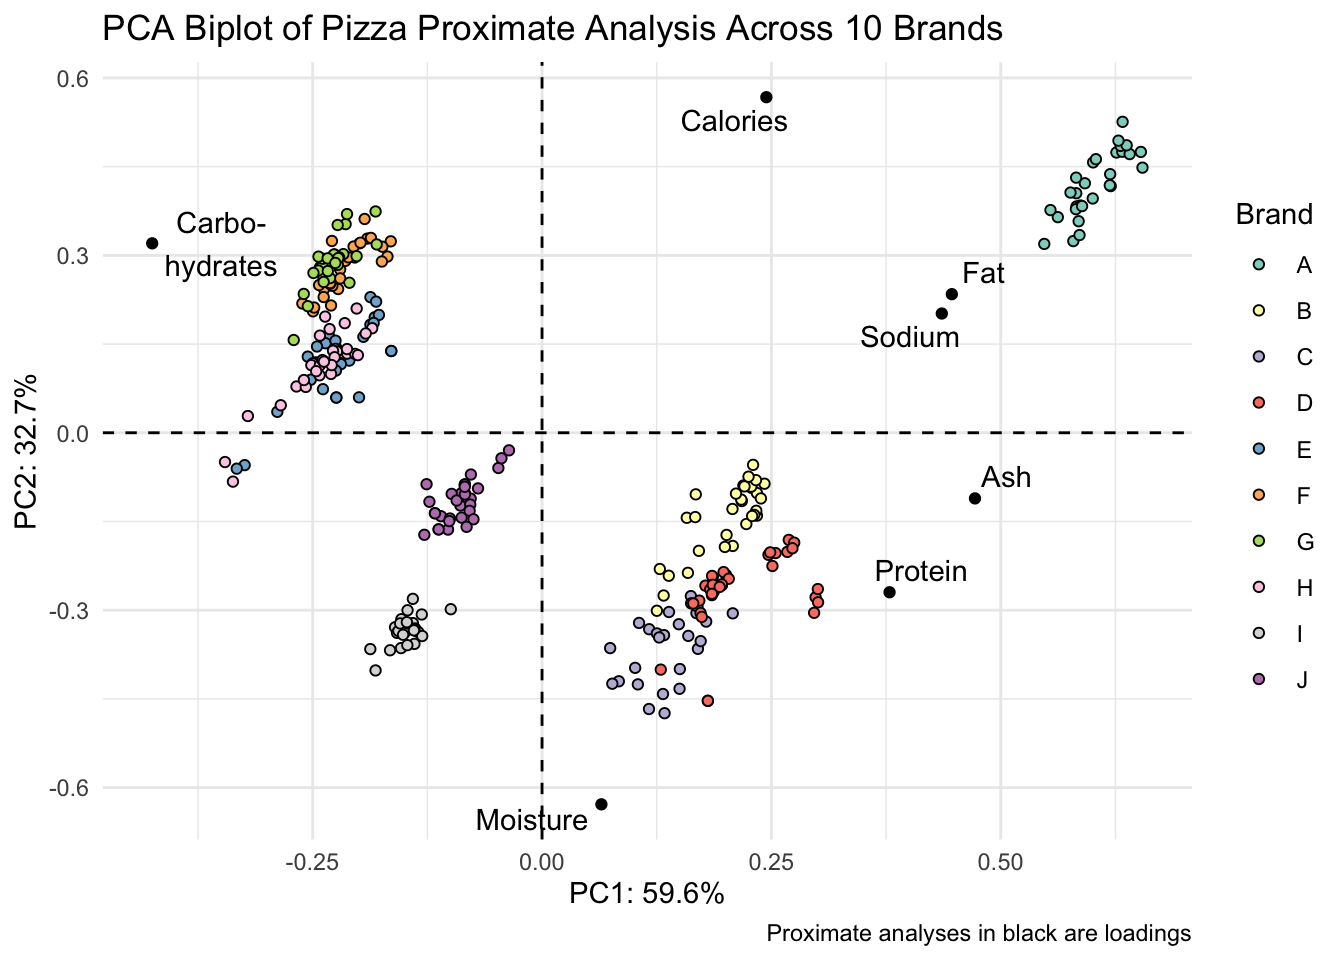 PCA Biplot of Pizza Proximate Analysis Across 10 Brands
0.6
0.3
0.0
-0.3
-0.6
PC2: 32.7%
Calories
Carbo-
hydrates
Fat
Sodium
Ash
Protein
Moisture
-0.25
0.00
0.25
0.50
PC1: 59.6%
Brand
A
B
C
D
E
F
G
H
I
J
Proximate analyses in black are loadings